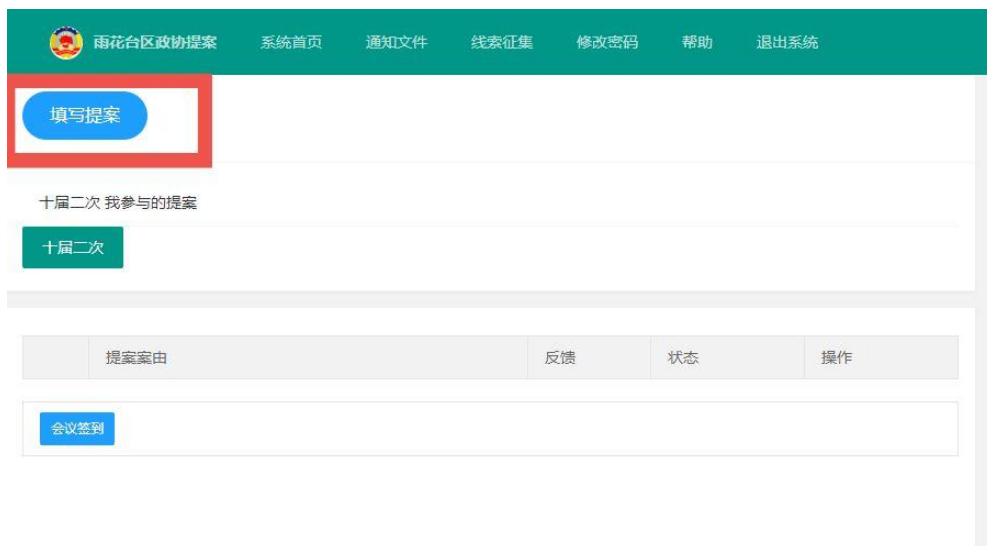 雨花台区政协提案 系统首页 通知文件 线索征集 修改密码 帮助 退出系统
填写提案
十届二次 我参与的提案
十届二次
提案案由 反馈 状态 操作
会议签到